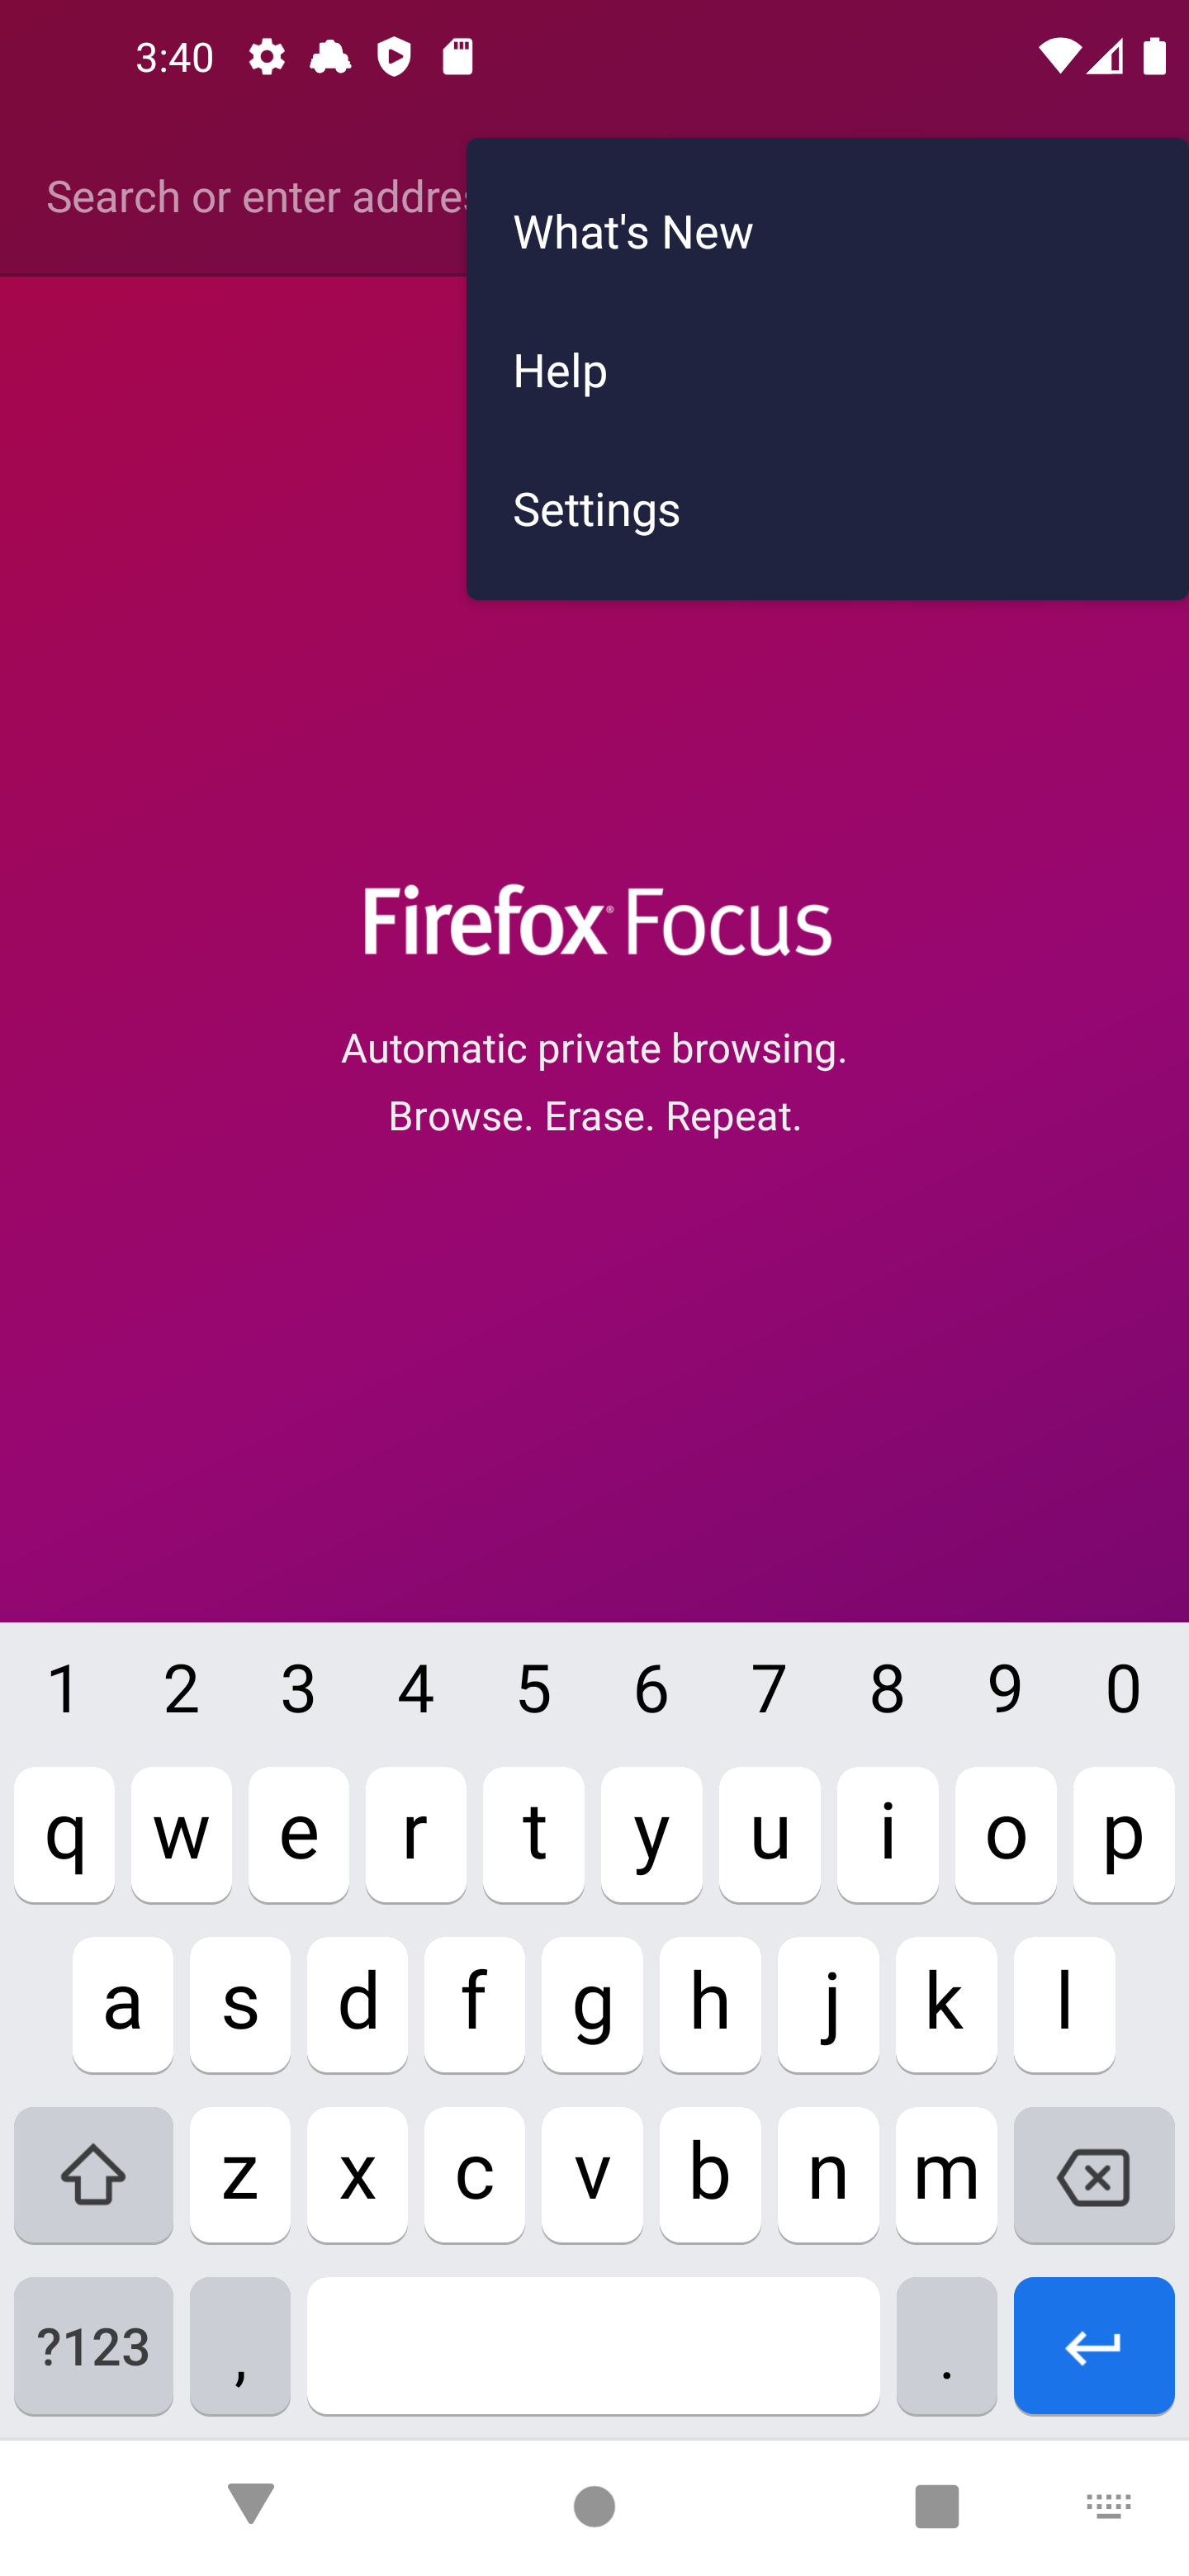 3:40
Search or enter addres
What's New
Help
Settings
Firefox Focus
Automatic private browsing.
Browse. Erase. Repeat.
1 2 3 4 5 6 7 8 9 0
q w e r t y u i o p
a s d f g h j k l
z x c v b n m
?123 , .